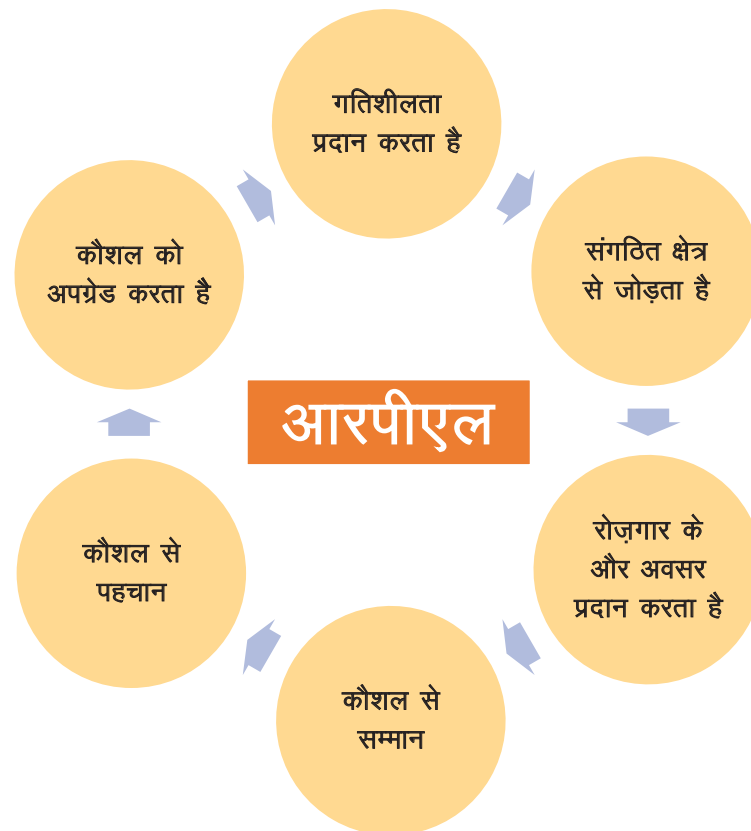 गतिशीलता
प्रदान करता है
संगठित क्षेत्र
से जोड़ता है
रोज़गार के
और अवसर
प्रदान करता है
कौशल से
सम्मान
कौशल से
पहचान
कौशल को
अपग्रेड करता है
आरपीएल